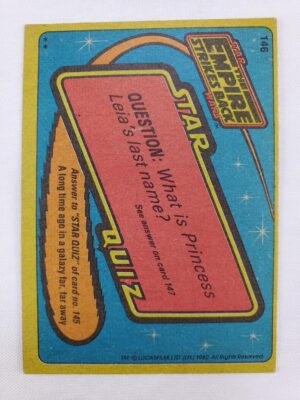 146
STAR WARS
THE
EMPIRE
STRIKES BACK
STAR
QUESTION: What is Princess
Leia's last name?
See answer on card 147
QUIZ
Answer to "STAR QUIZ" of card no. 145
A long time ago in a galaxy far, far away
TM: © LUCASFILM LTD. (LFL) 1980. All Rights Reserved.
**